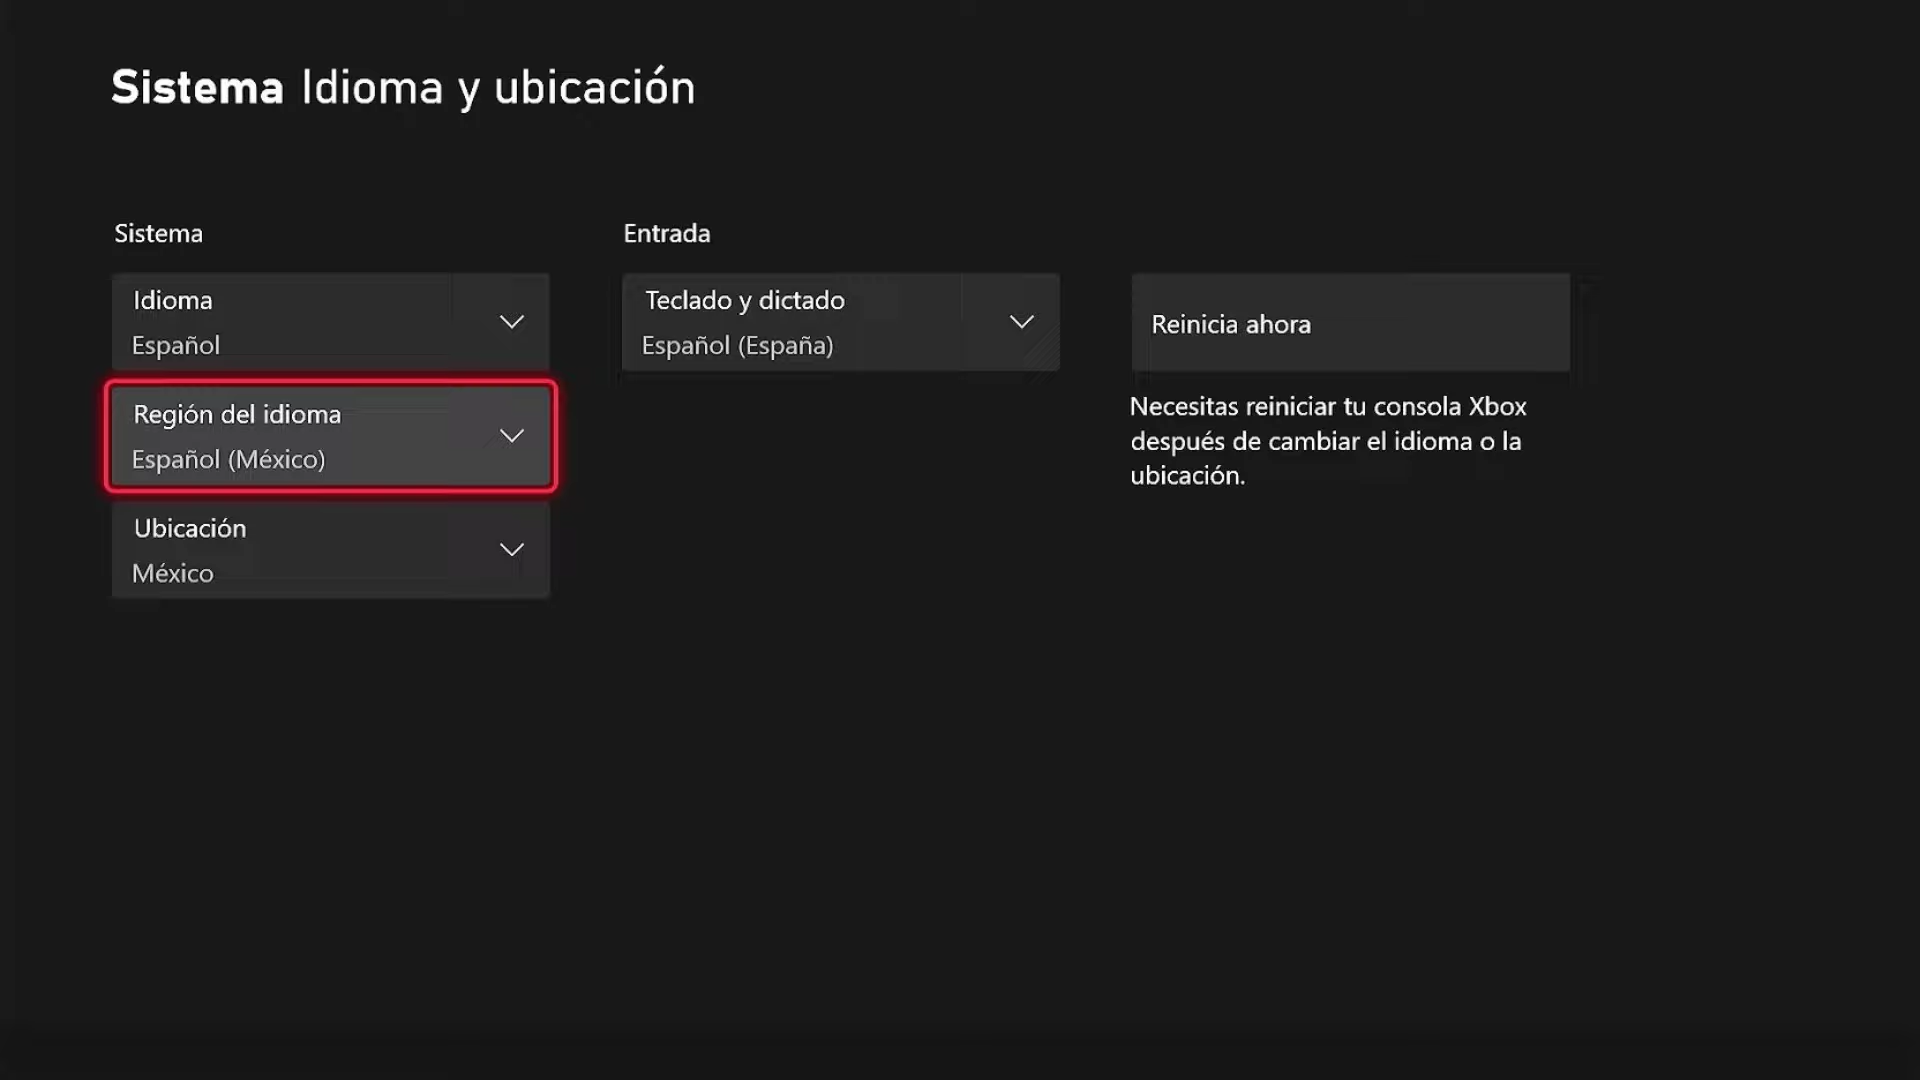 Sistema Idioma y ubicación
Sistema
Idioma
Español
Región del idioma
Español (México)
Ubicación
México
Entrada
Teclado y dictado
Español (España)
Reinicia ahora
Necesitas reiniciar tu consola Xbox
después de cambiar el idioma o la
ubicación.